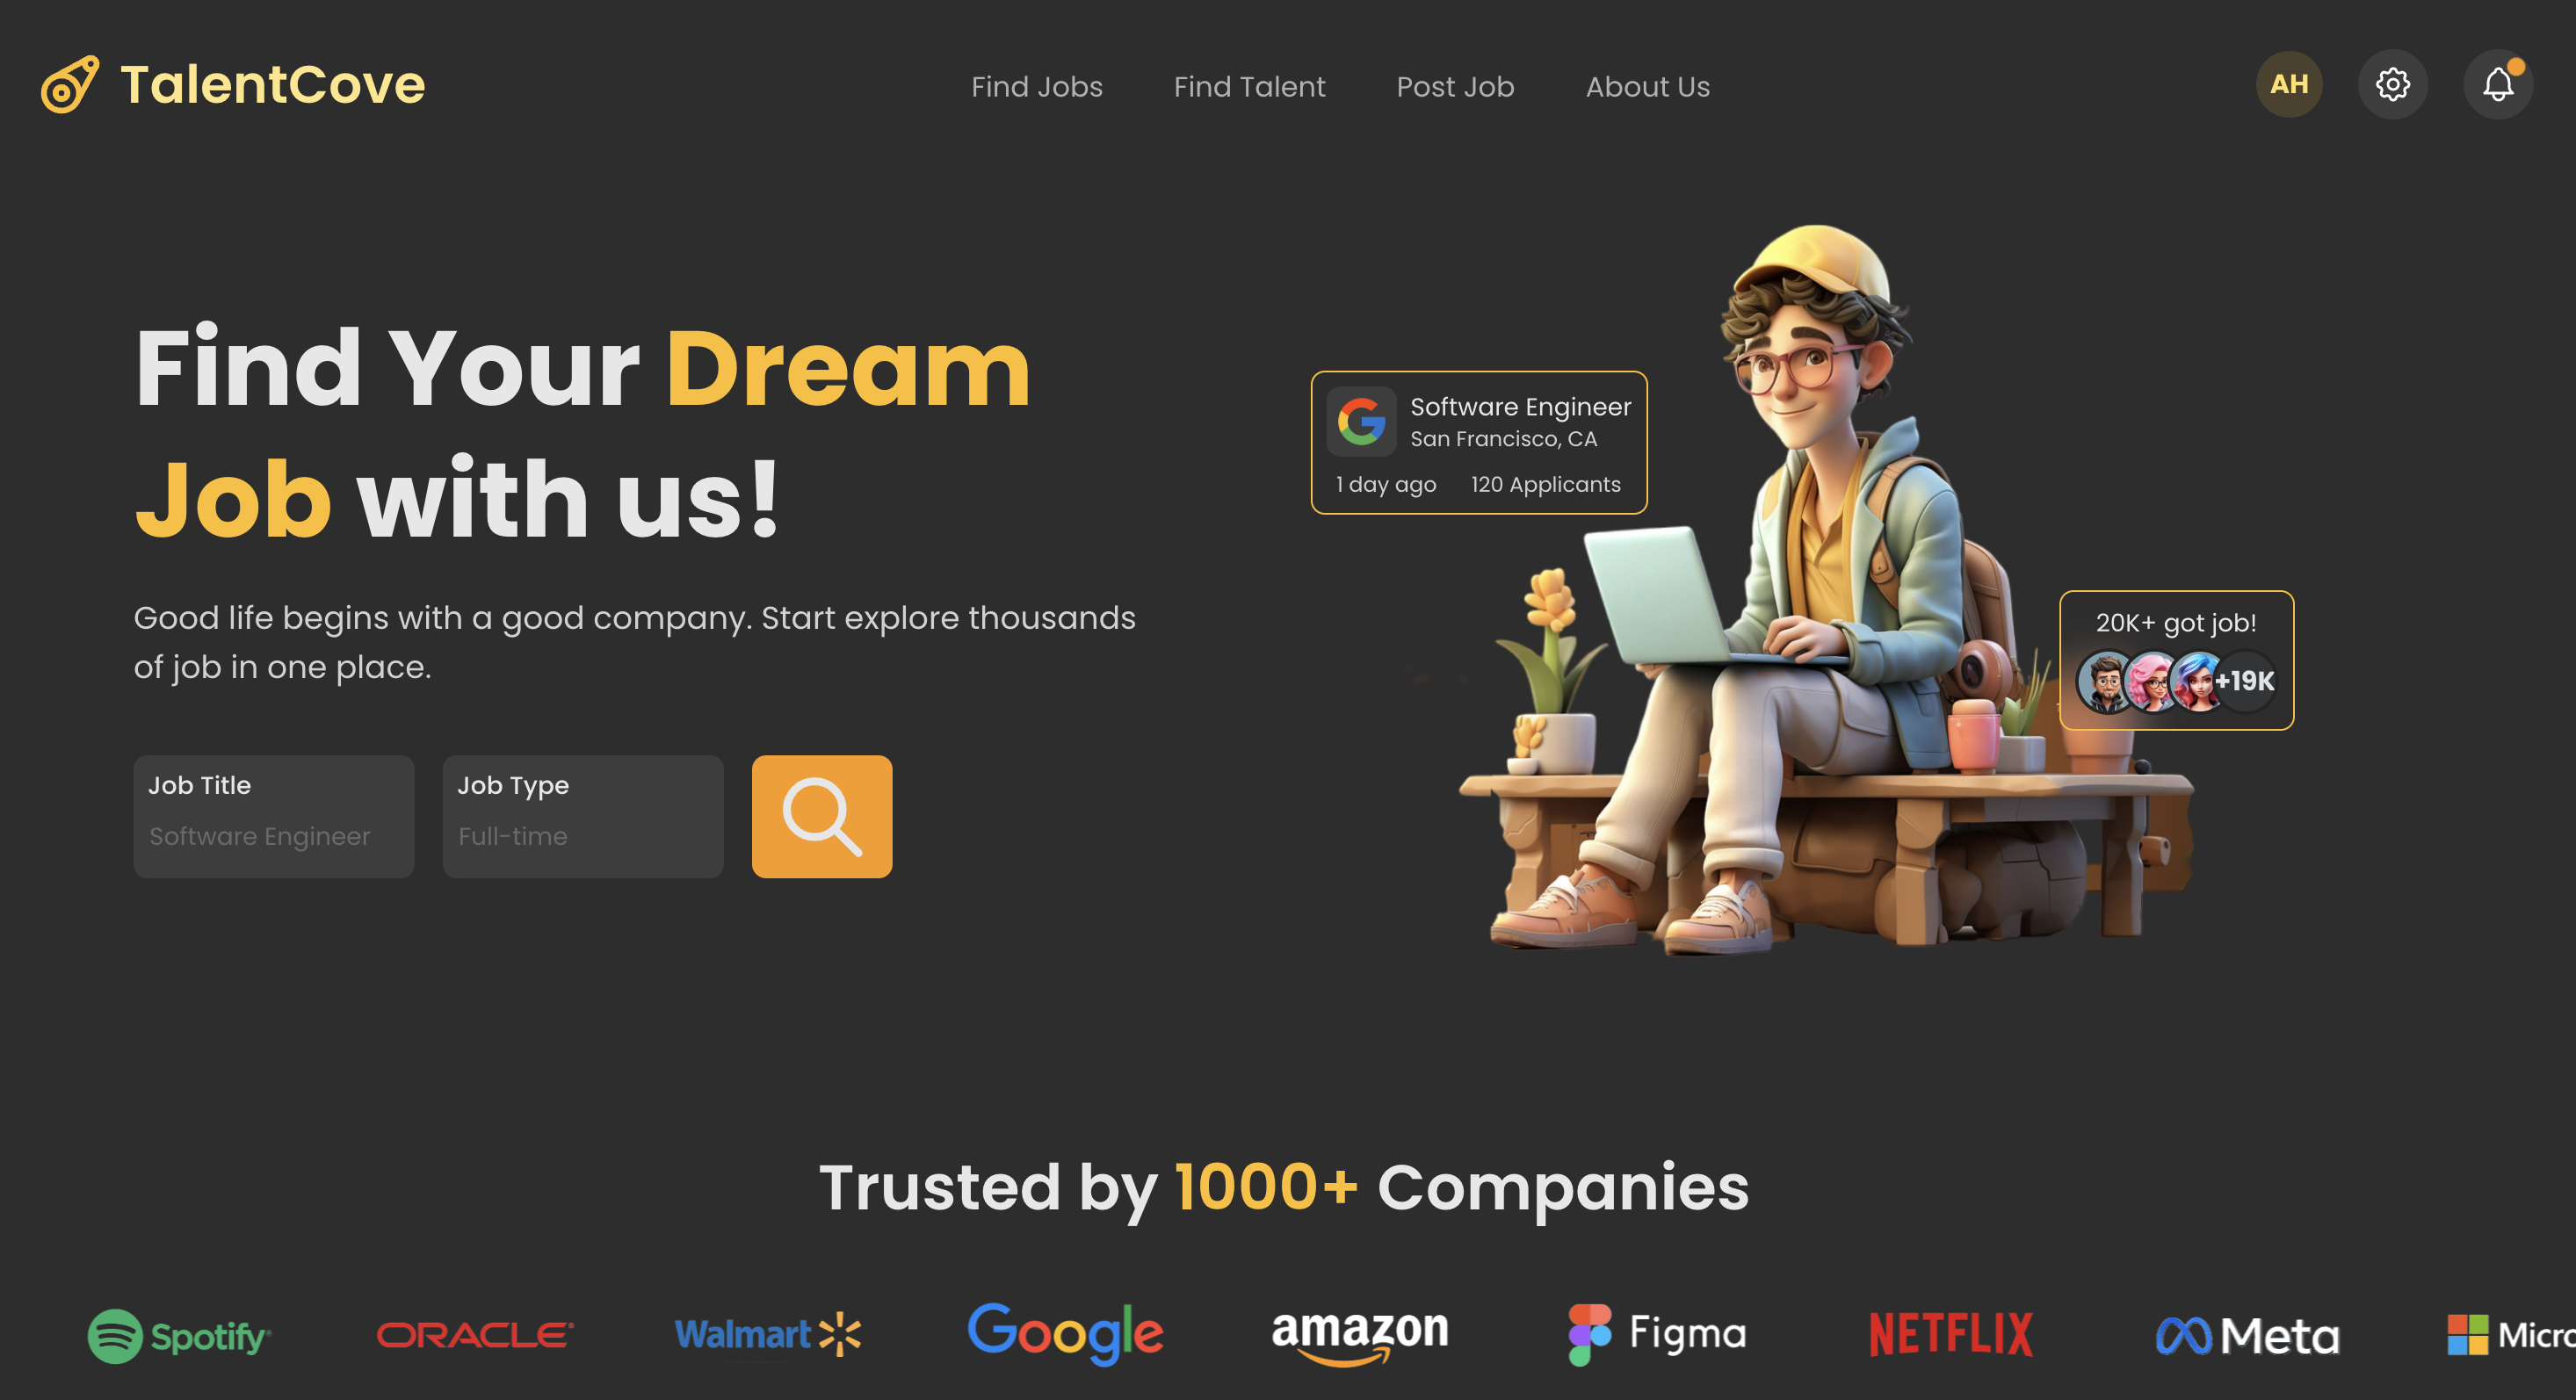 TalentCove
Find Jobs
Find Talent
Post Job
About Us
AH
Find Your Dream
Job with us!
Good life begins with a good company. Start explore thousands
of job in one place.
Job Title
Software Engineer
Job Type
Full-time
Software Engineer
San Francisco, CA
1 day ago
120 Applicants
20K+ got job!
+19K
Trusted by 1000+ Companies
Spotify
ORACLE
Walmart
Google
amazon
Figma
NETFLIX
Meta
Micro